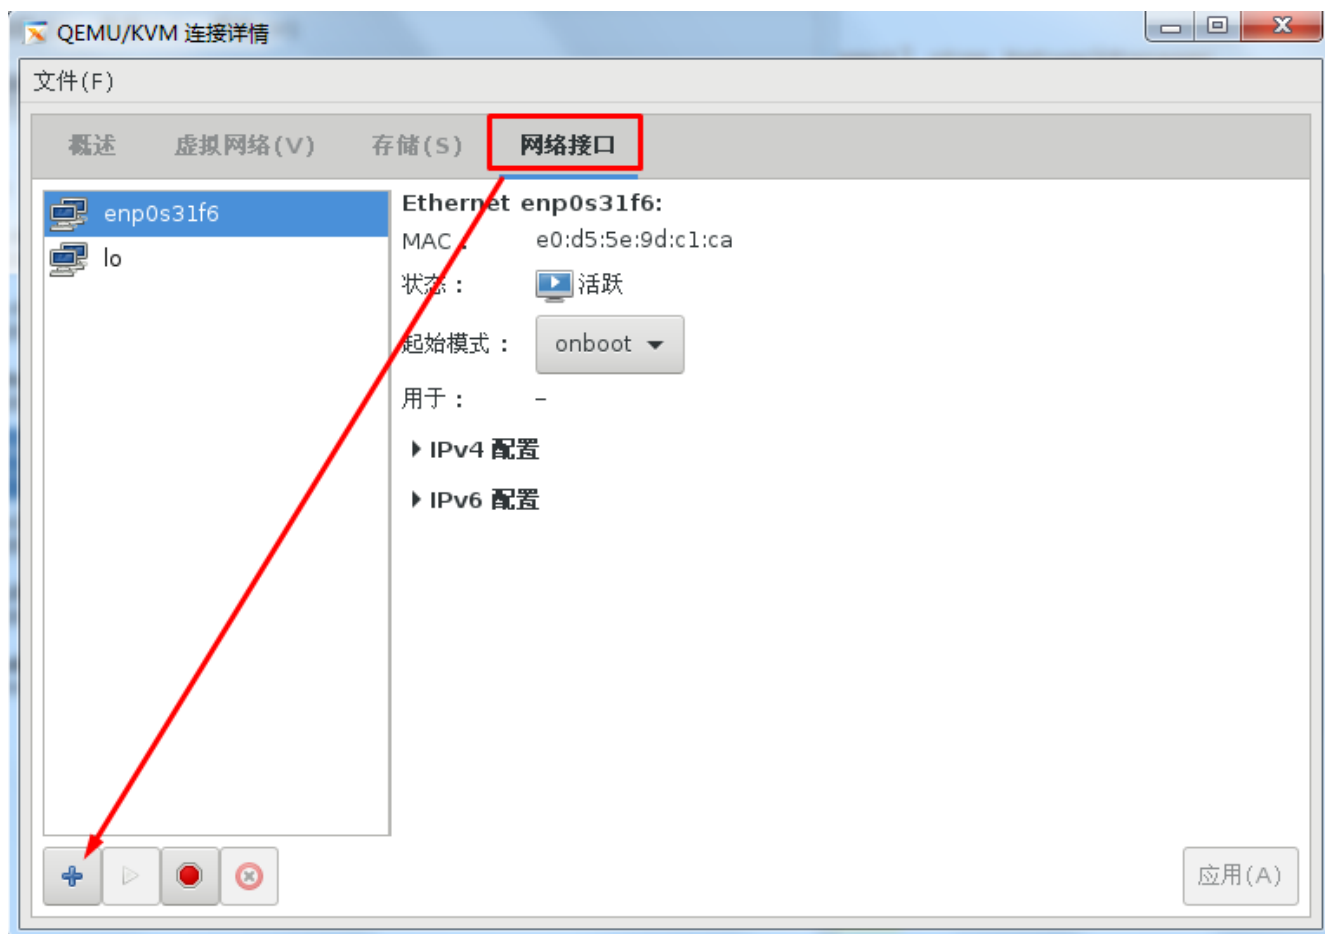 QEMU/KVM 连接详情
文件(F)
概述 虚拟网络(V) 存储(S) 网络接口
enp0s31f6
lo
Ethernet enp0s31f6:
MAC： e0:d5:5e:9d:c1:ca
状态： 活跃
起始模式： onboot
用于： –
IPv4 配置
IPv6 配置
应用(A)